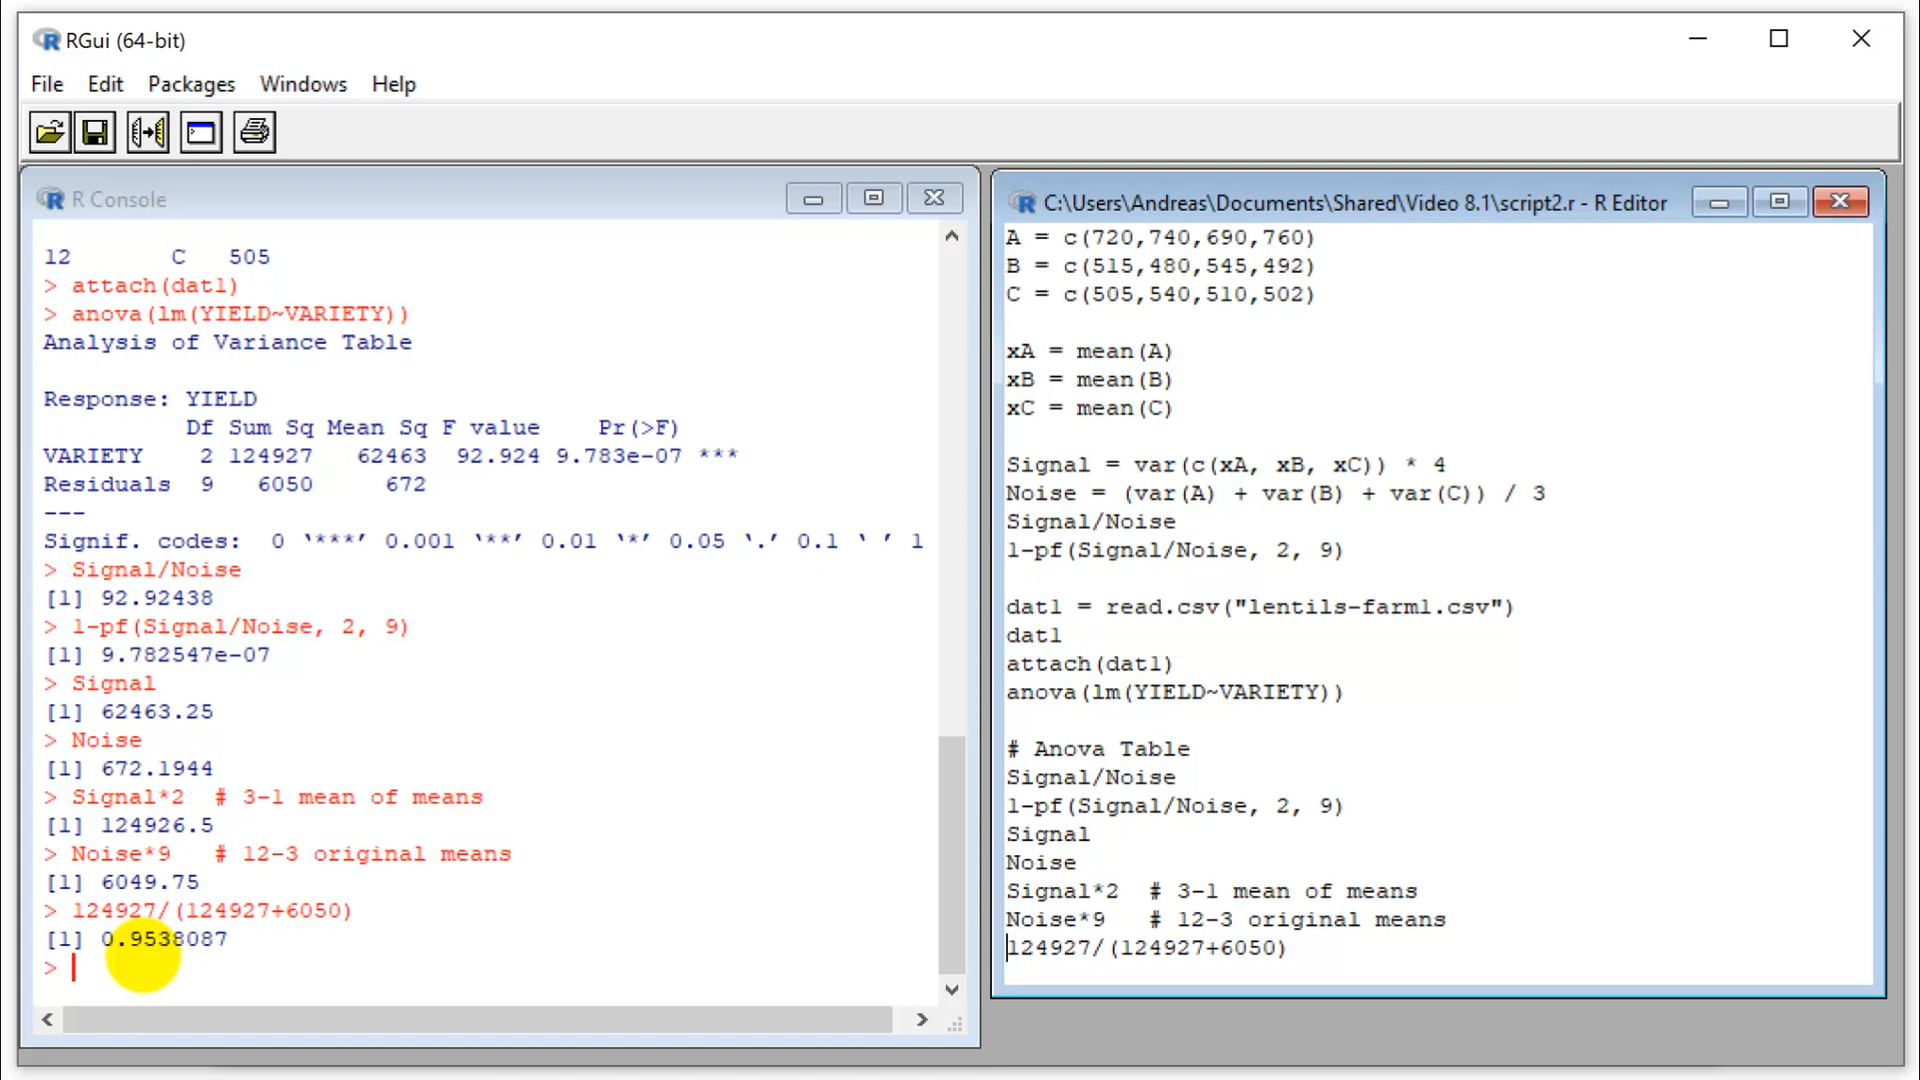 RGui (64-bit)
File Edit Packages Windows Help
R Console
12       C   505
> attach(dat1)
> anova(lm(YIELD~VARIETY))
Analysis of Variance Table
Response: YIELD
          Df Sum Sq Mean Sq F value    Pr(>F)
VARIETY    2 124927   62463  92.924 9.783e-07 ***
Residuals  9   6050     672
---
Signif. codes:  0 ‘***’ 0.001 ‘**’ 0.01 ‘*’ 0.05 ‘.’ 0.1 ‘ ’ 1
> Signal/Noise
[1] 92.92438
> 1-pf(Signal/Noise, 2, 9)
[1] 9.782547e-07
> Signal
[1] 62463.25
> Noise
[1] 672.1944
> Signal*2  # 3-1 mean of means
[1] 124926.5
> Noise*9   # 12-3 original means
[1] 6049.75
> 124927/(124927+6050)
[1] 0.9538087
>
C:\Users\Andreas\Documents\Shared\Video 8.1\script2.r - R Editor
A = c(720,740,690,760)
B = c(515,480,545,492)
C = c(505,540,510,502)
xA = mean(A)
xB = mean(B)
xC = mean(C)
Signal = var(c(xA, xB, xC)) * 4
Noise = (var(A) + var(B) + var(C)) / 3
Signal/Noise
1-pf(Signal/Noise, 2, 9)
dat1 = read.csv("lentils-farm1.csv")
dat1
attach(dat1)
anova(lm(YIELD~VARIETY))
# Anova Table
Signal/Noise
1-pf(Signal/Noise, 2, 9)
Signal
Noise
Signal*2  # 3-1 mean of means
Noise*9   # 12-3 original means
124927/(124927+6050)